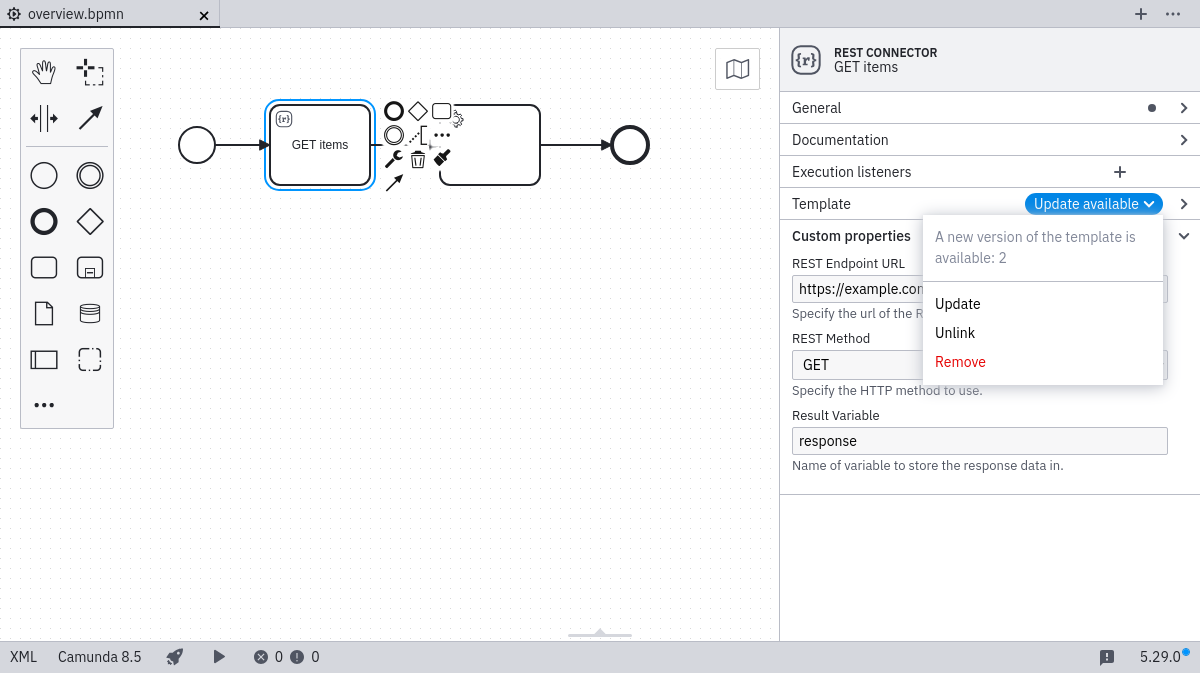 overview.bpmn
REST CONNECTOR
GET items
{r}
GET items
General
Documentation
Execution listeners
Template
Update available
A new version of the template is
available: 2
Update
Unlink
Remove
Custom properties
REST Endpoint URL
https://example.con
Specify the url of the R
REST Method
GET
Specify the HTTP method to use.
Result Variable
response
Name of variable to store the response data in.
XML
Camunda 8.5
0
0
5.29.0